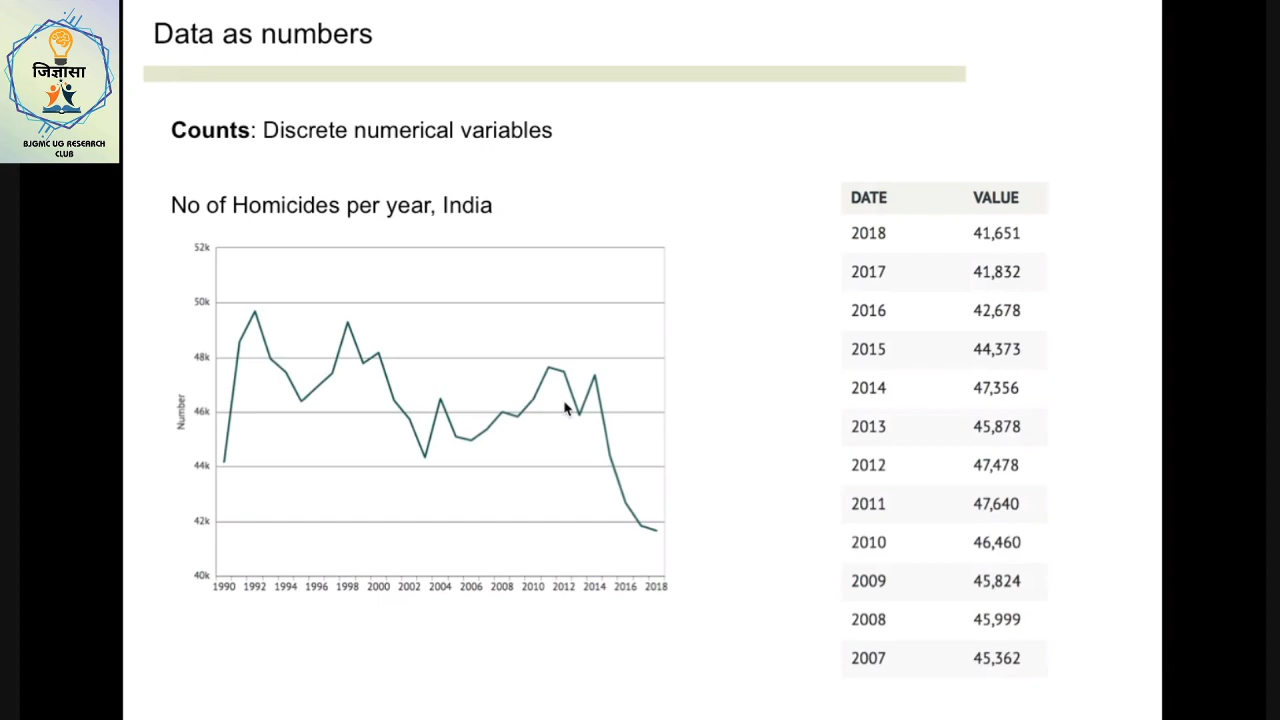 Data as numbers
जिज्ञासा
BJGMC UG RESEARCH
CLUB
Counts: Discrete numerical variables
No of Homicides per year, India
52k
50k
48k
46k
44k
42k
40k
Number
1990 1992 1994 1996 1998 2000 2002 2004 2006 2008 2010 2012 2014 2016 2018
DATE VALUE
2018 41,651
2017 41,832
2016 42,678
2015 44,373
2014 47,356
2013 45,878
2012 47,478
2011 47,640
2010 46,460
2009 45,824
2008 45,999
2007 45,362